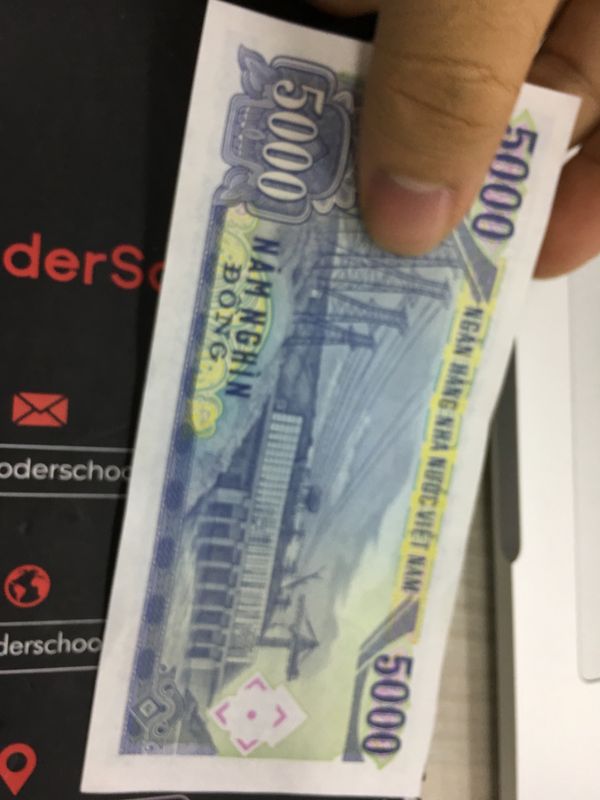 NGÂN HÀNG NHÀ NƯỚC VIỆT NAM
5000
5000
5000
NĂM NGHÌN
ĐỒNG
derSc
oderschoo
derschoo